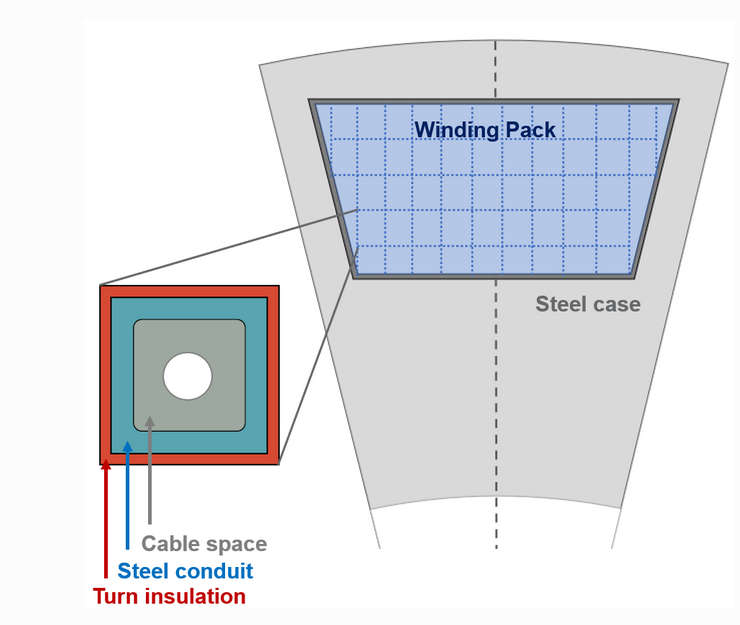 Winding Pack
Steel case
Cable space
Steel conduit
Turn insulation